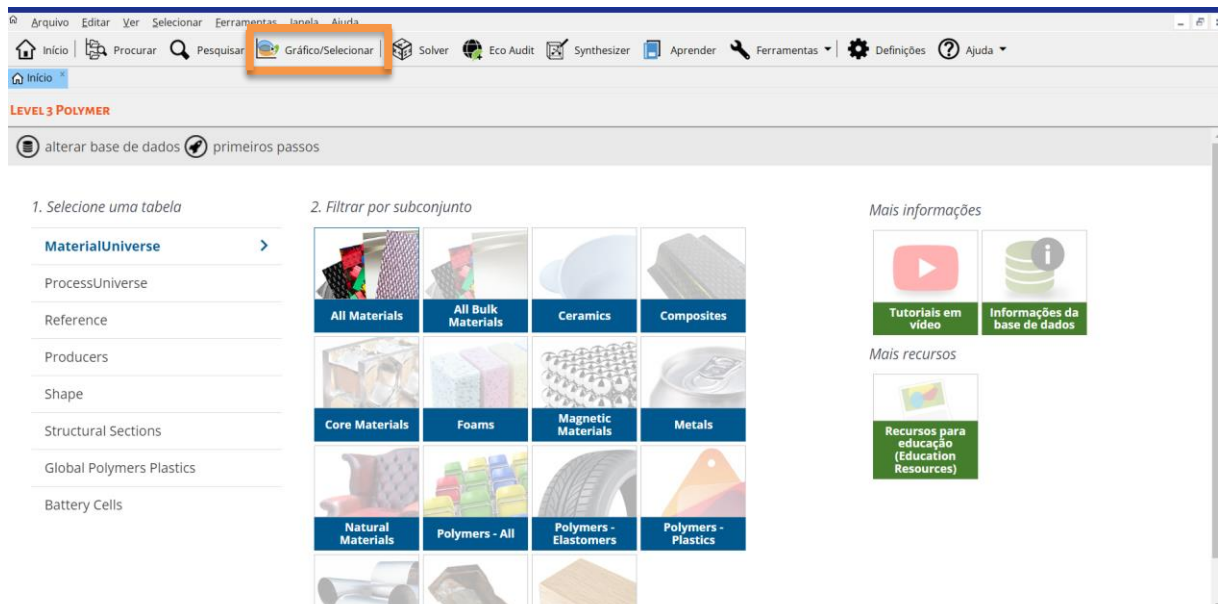 Arquivo Editar Ver Selecionar Ferramentas Janela Ajuda
Início Procurar Pesquisar Gráfico/Selecionar Solver Eco Audit Synthesizer Aprender Ferramentas Definições Ajuda
Início
LEVEL 3 POLYMER
alterar base de dados primeiros passos
1. Selecione uma tabela
MaterialUniverse
ProcessUniverse
Reference
Producers
Shape
Structural Sections
Global Polymers Plastics
Battery Cells
2. Filtrar por subconjunto
All Materials
All Bulk
Materials
Ceramics
Composites
Core Materials
Foams
Magnetic
Materials
Metals
Natural
Materials
Polymers - All
Polymers -
Elastomers
Polymers -
Plastics
Mais informações
Tutoriais em
vídeo
Informações da
base de dados
Mais recursos
Recursos para
educação
(Education
Resources)